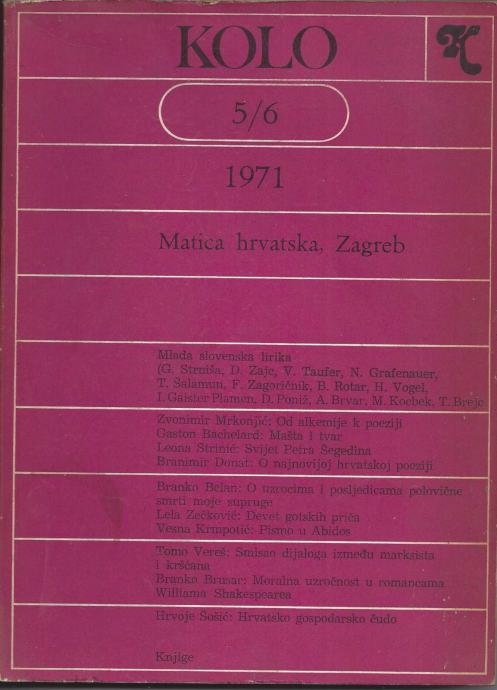 KOLO
K
5/6
1971
Matica hrvatska, Zagreb
Mlada slovenska lirika
(G. Strniša, D. Zajc, V. Taufer, N. Grafenauer,
T. Šalamun, F. Zagoričnik, B. Rotar, H. Vogel,
I. Gaister Plamen, D. Poniž, A. Brvar, M. Kocbek, T. Brejc
Zvonimir Mrkonjić: Od alkemije k poeziji
Gaston Bachelard: Mašta i tvar
Leona Strinić: Svijet Petra Šegedina
Branimir Donat: O najnovijoj hrvatskoj poeziji
Branko Belan: O uzrocima i posljedicama polovične
smrti moje supruge
Lela Zečković: Devet gotskih priča
Vesna Krmpotić: Pismo u Abidos
Tomo Vereš: Smisao dijaloga između marksista
i kršćana
Branko Brusar: Moralna uzročnost u romancama
Williama Shakespearea
Hrvoje Šošić: Hrvatsko gospodarsko čudo
Knjige